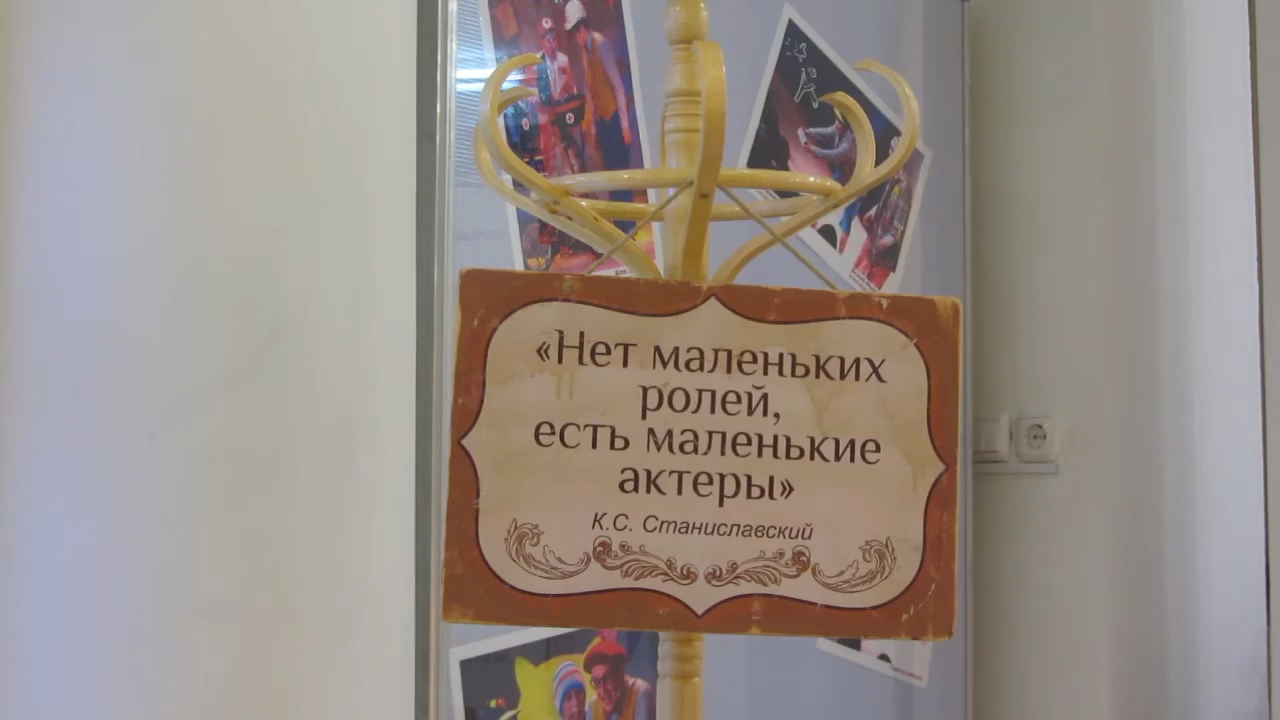 «Нет маленьких
ролей,
есть маленькие
актеры»
К.С. Станиславский